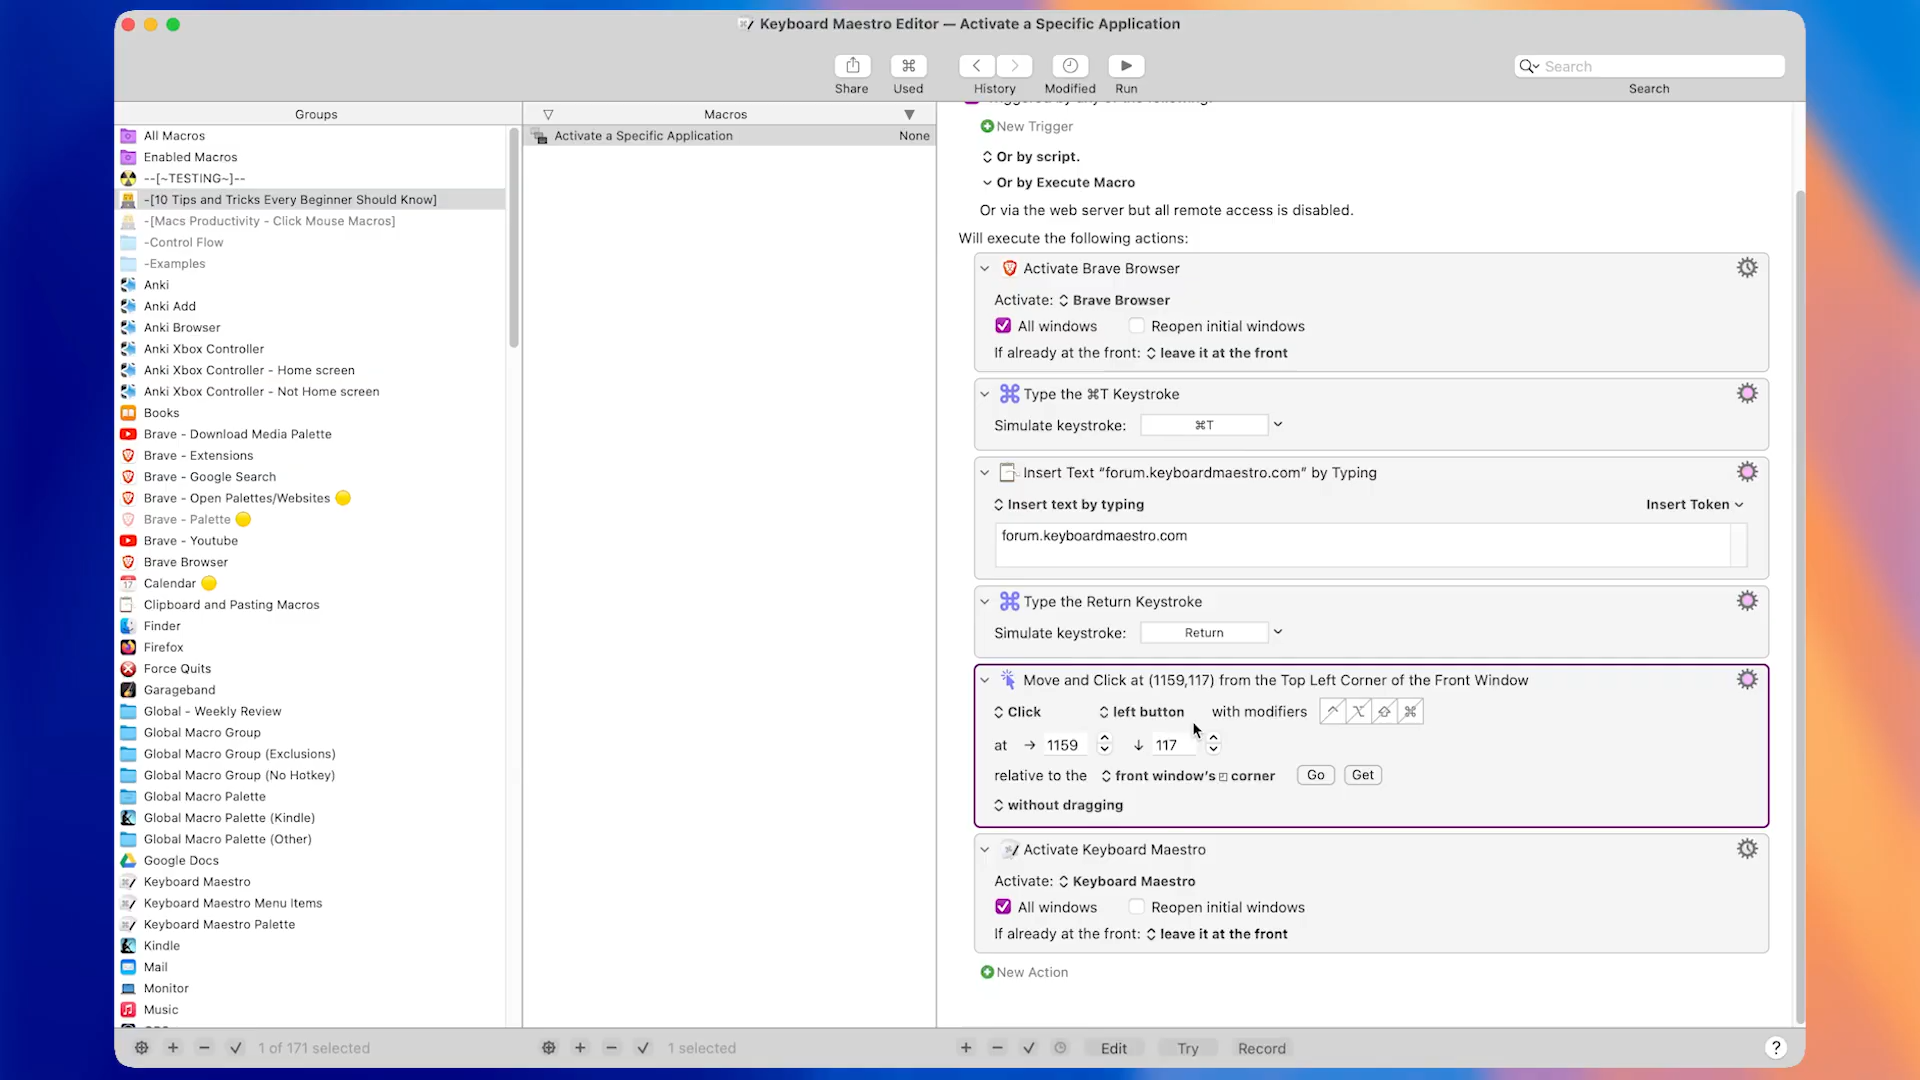 Keyboard Maestro Editor — Activate a Specific Application
Share
Used
History
Modified
Run
Search
Search
Groups
Macros
All Macros
Enabled Macros
--[~TESTING~]--
-[10 Tips and Tricks Every Beginner Should Know]
-[Macs Productivity - Click Mouse Macros]
-Control Flow
-Examples
Anki
Anki Add
Anki Browser
Anki Xbox Controller
Anki Xbox Controller - Home screen
Anki Xbox Controller - Not Home screen
Books
Brave - Download Media Palette
Brave - Extensions
Brave - Google Search
Brave - Open Palettes/Websites
Brave - Palette
Brave - Youtube
Brave Browser
Calendar
Clipboard and Pasting Macros
Finder
Firefox
Force Quits
Garageband
Global - Weekly Review
Global Macro Group
Global Macro Group (Exclusions)
Global Macro Group (No Hotkey)
Global Macro Palette
Global Macro Palette (Kindle)
Global Macro Palette (Other)
Google Docs
Keyboard Maestro
Keyboard Maestro Menu Items
Keyboard Maestro Palette
Kindle
Mail
Monitor
Music
1 of 171 selected
Activate a Specific Application None
1 selected
New Trigger
Or by script.
Or by Execute Macro
Or via the web server but all remote access is disabled.
Will execute the following actions:
Activate Brave Browser
Activate: Brave Browser
All windows Reopen initial windows
If already at the front: leave it at the front
Type the ⌘T Keystroke
Simulate keystroke: ⌘T
Insert Text “forum.keyboardmaestro.com” by Typing
Insert text by typing Insert Token
forum.keyboardmaestro.com
Type the Return Keystroke
Simulate keystroke: Return
Move and Click at (1159,117) from the Top Left Corner of the Front Window
Click left button with modifiers
at → 1159 ↓ 117
relative to the front window’s corner Go Get
without dragging
Activate Keyboard Maestro
Activate: Keyboard Maestro
All windows Reopen initial windows
If already at the front: leave it at the front
New Action
Edit Try Record ?